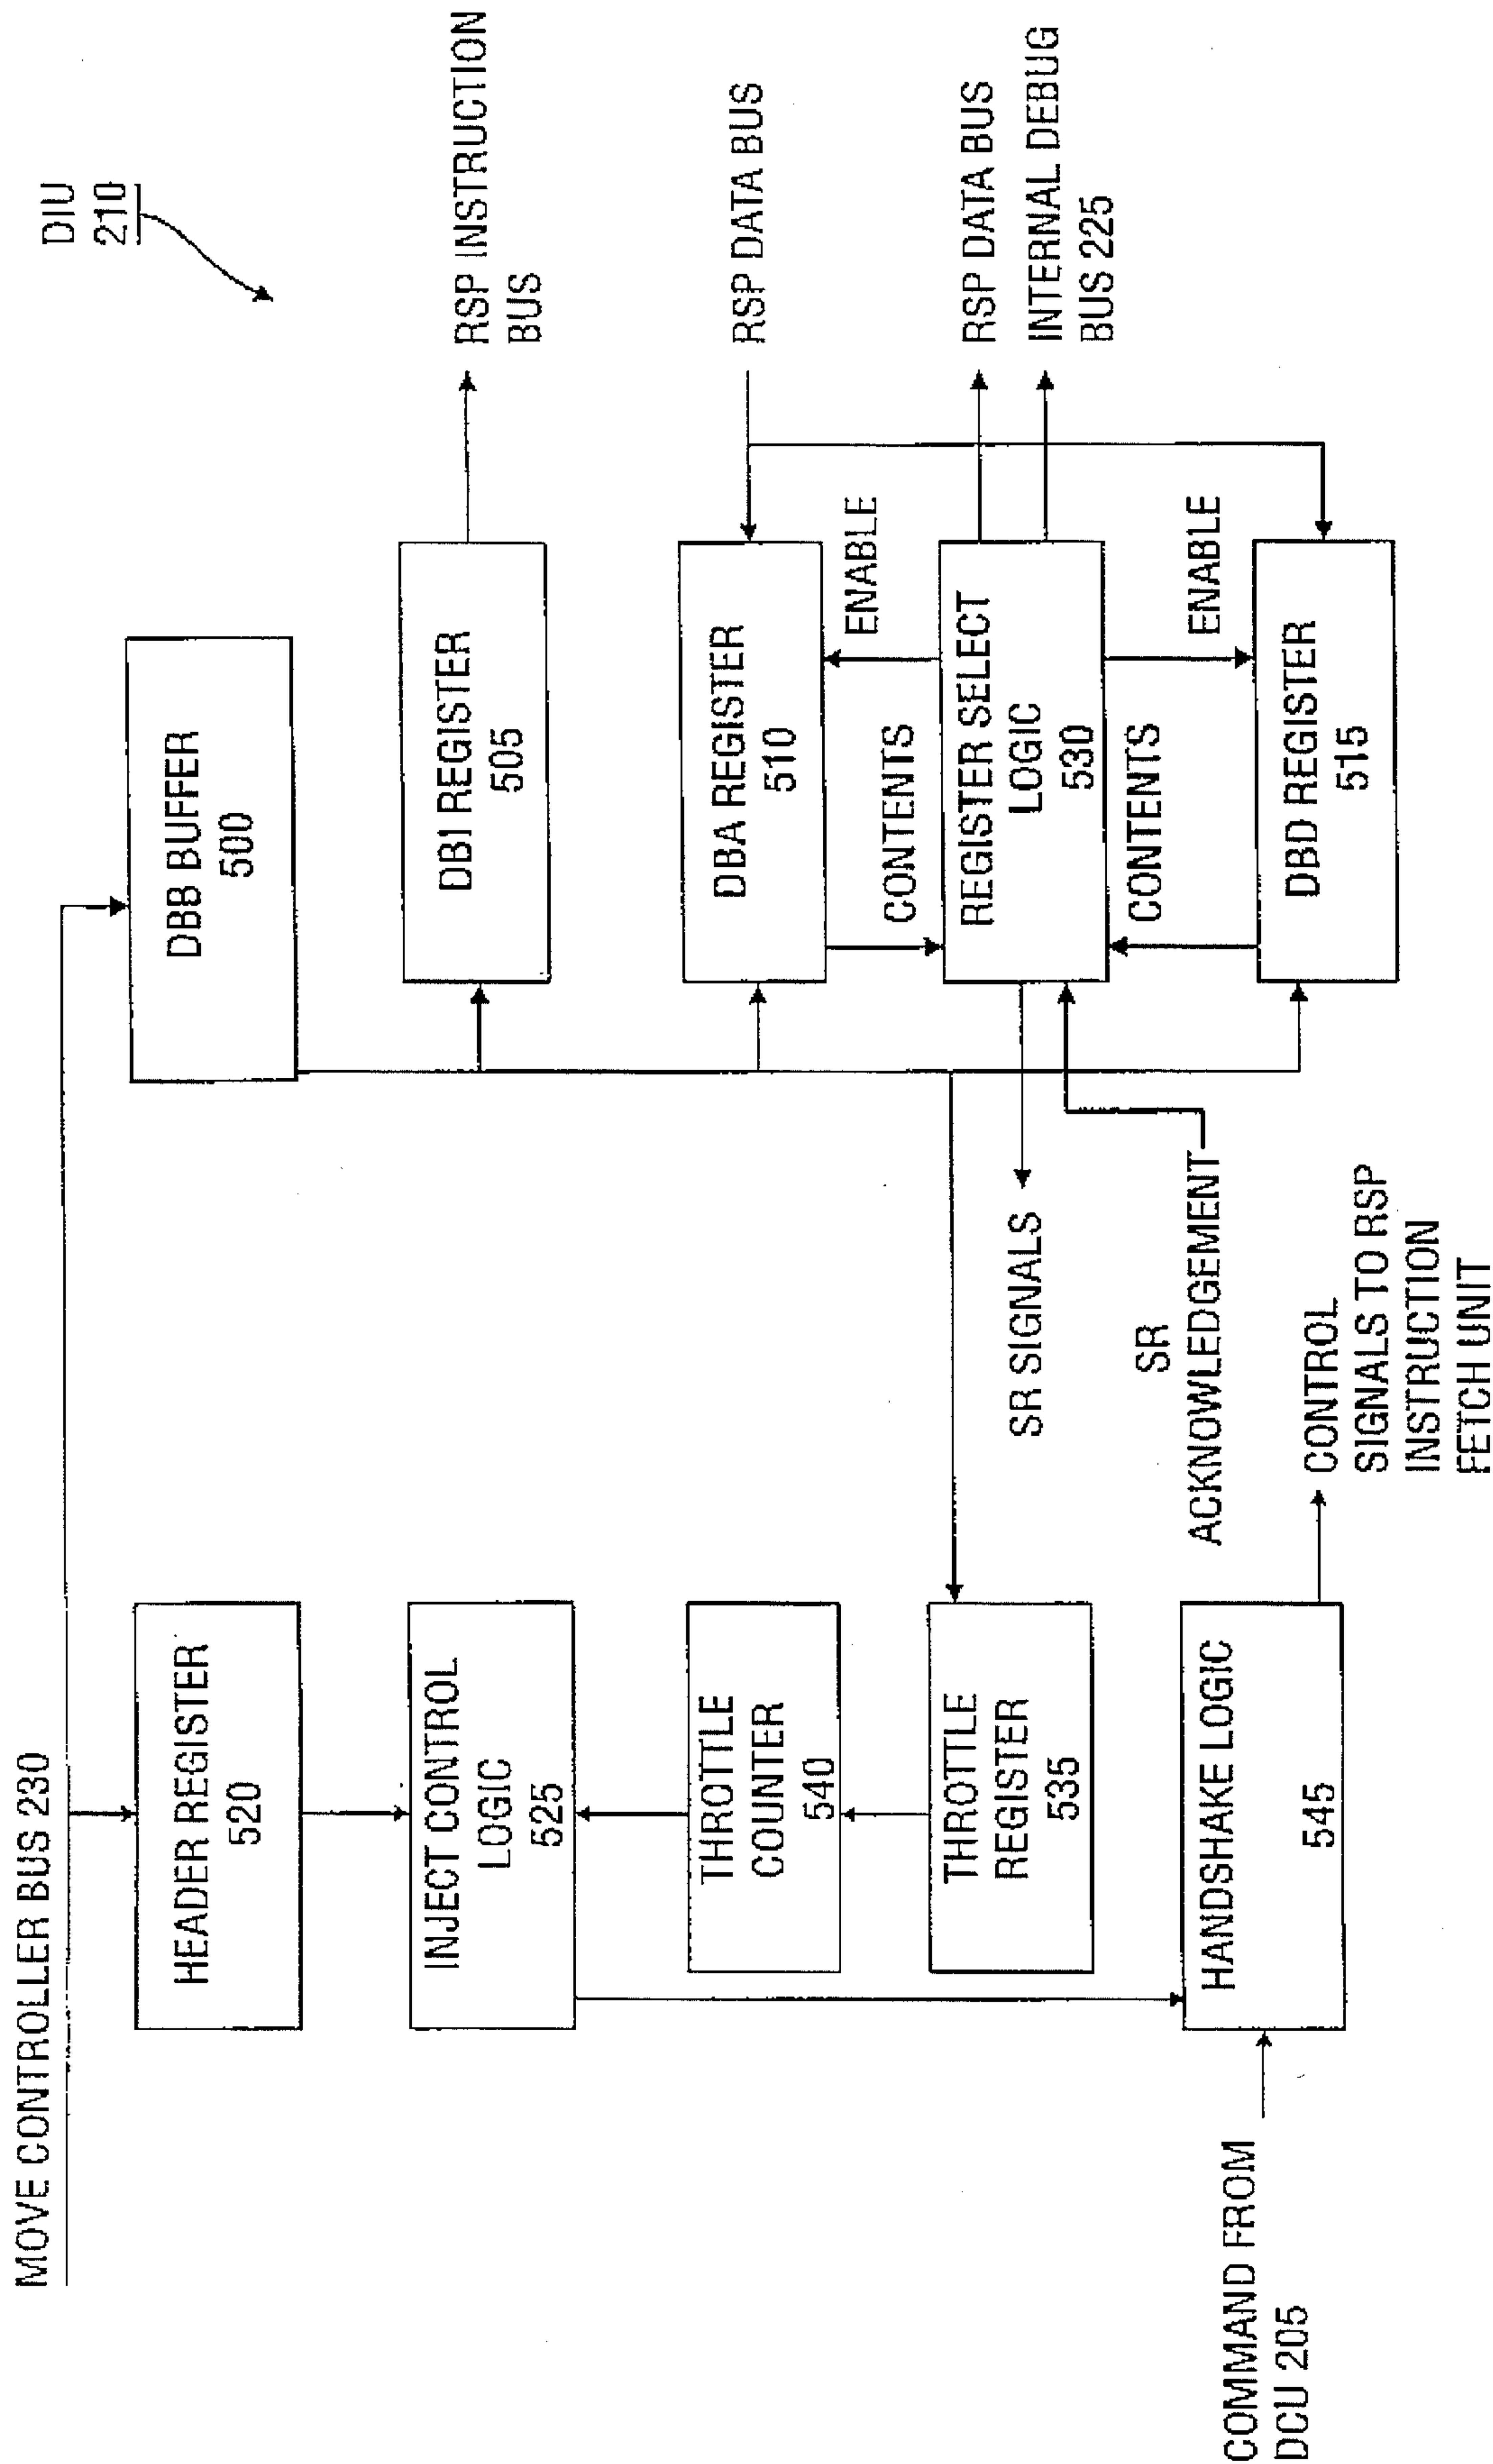 DIU
210
MOVE CONTROLLER BUS 230
HEADER REGISTER
520
DBB BUFFER
500
INJECT CONTROL
LOGIC
525
DBI REGISTER
505
RSP INSTRUCTION
BUS
THROTTLE
COUNTER
540
DBA REGISTER
510
RSP DATA BUS
CONTENTS
ENABLE
THROTTLE
REGISTER
535
REGISTER SELECT
LOGIC
530
RSP DATA BUS
INTERNAL DEBUG
BUS 225
SR SIGNALS
CONTENTS
ENABLE
SR
ACKNOWLEDGEMENT
HANDSHAKE LOGIC
545
DBD REGISTER
515
COMMAND FROM
DCU 205
CONTROL
SIGNALS TO RSP
INSTRUCTION
FETCH UNIT